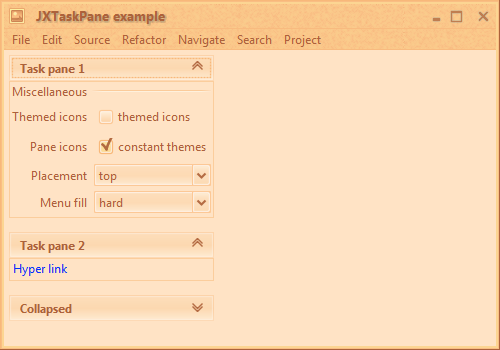 JXTaskPane example
File Edit Source Refactor Navigate Search Project
Task pane 1
Miscellaneous
Themed icons themed icons
Pane icons constant themes
Placement top
Menu fill hard
Task pane 2
Hyper link
Collapsed